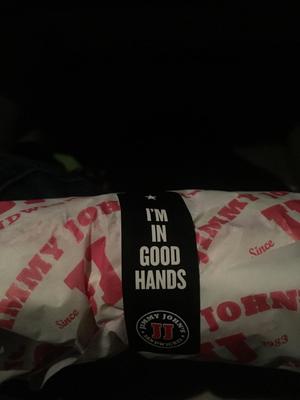 I'M
IN
GOOD
HANDS
JIMMY JOHN'S
JJ
JIMMY JOHN
Since
JIMMY
Since
JOHN'
1983